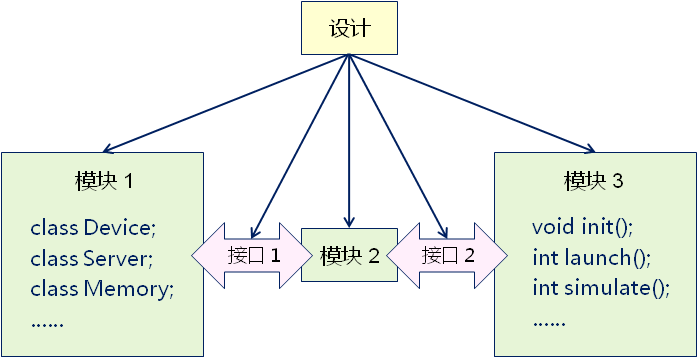 设计
模块 1
class Device;
class Server;
class Memory;
......
接口 1
模块 2
接口 2
模块 3
void init();
int launch();
int simulate();
......